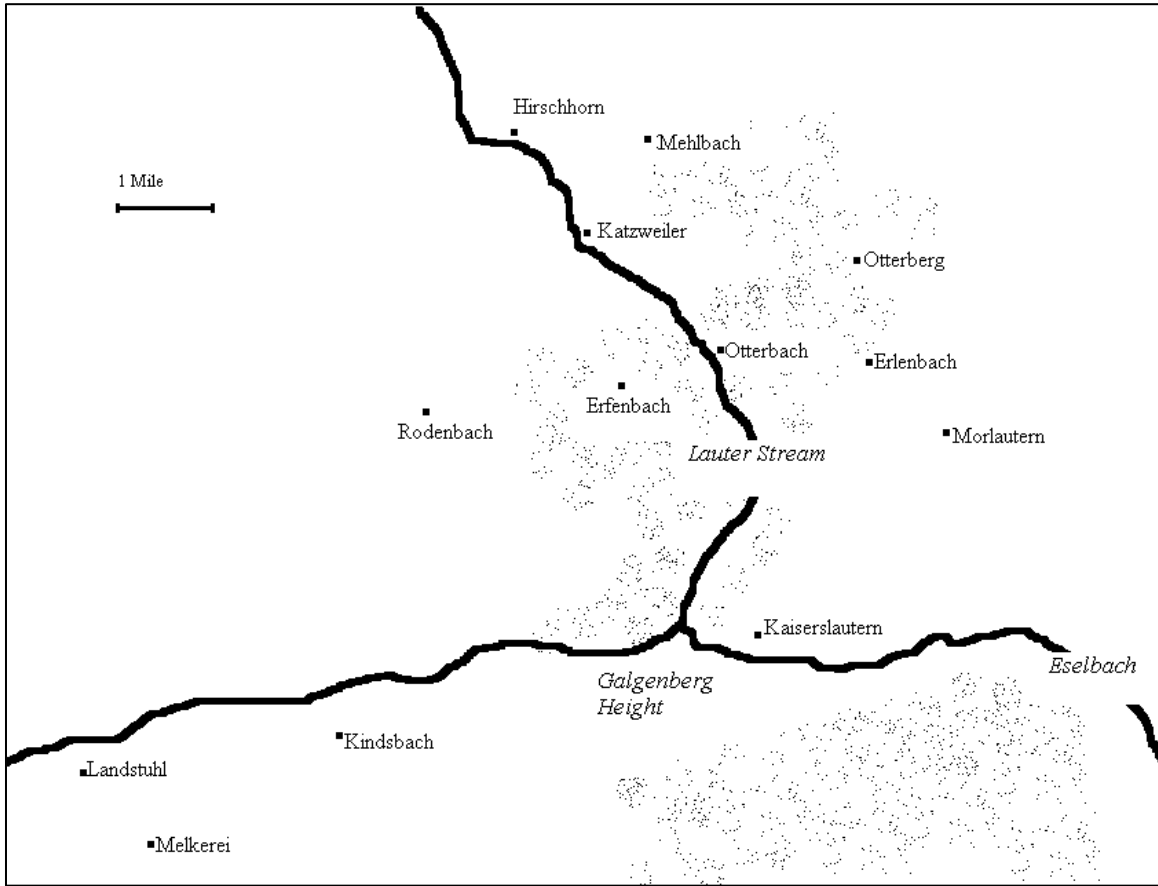 Hirschhorn
Mehlbach
1 Mile
Katzweiler
Otterberg
Otterbach
Erlenbach
Erfenbach
Rodenbach
Morlautern
Lauter Stream
Kaiserslautern
Eselbach
Galgenberg
Height
Kindsbach
Landstuhl
Melkerei